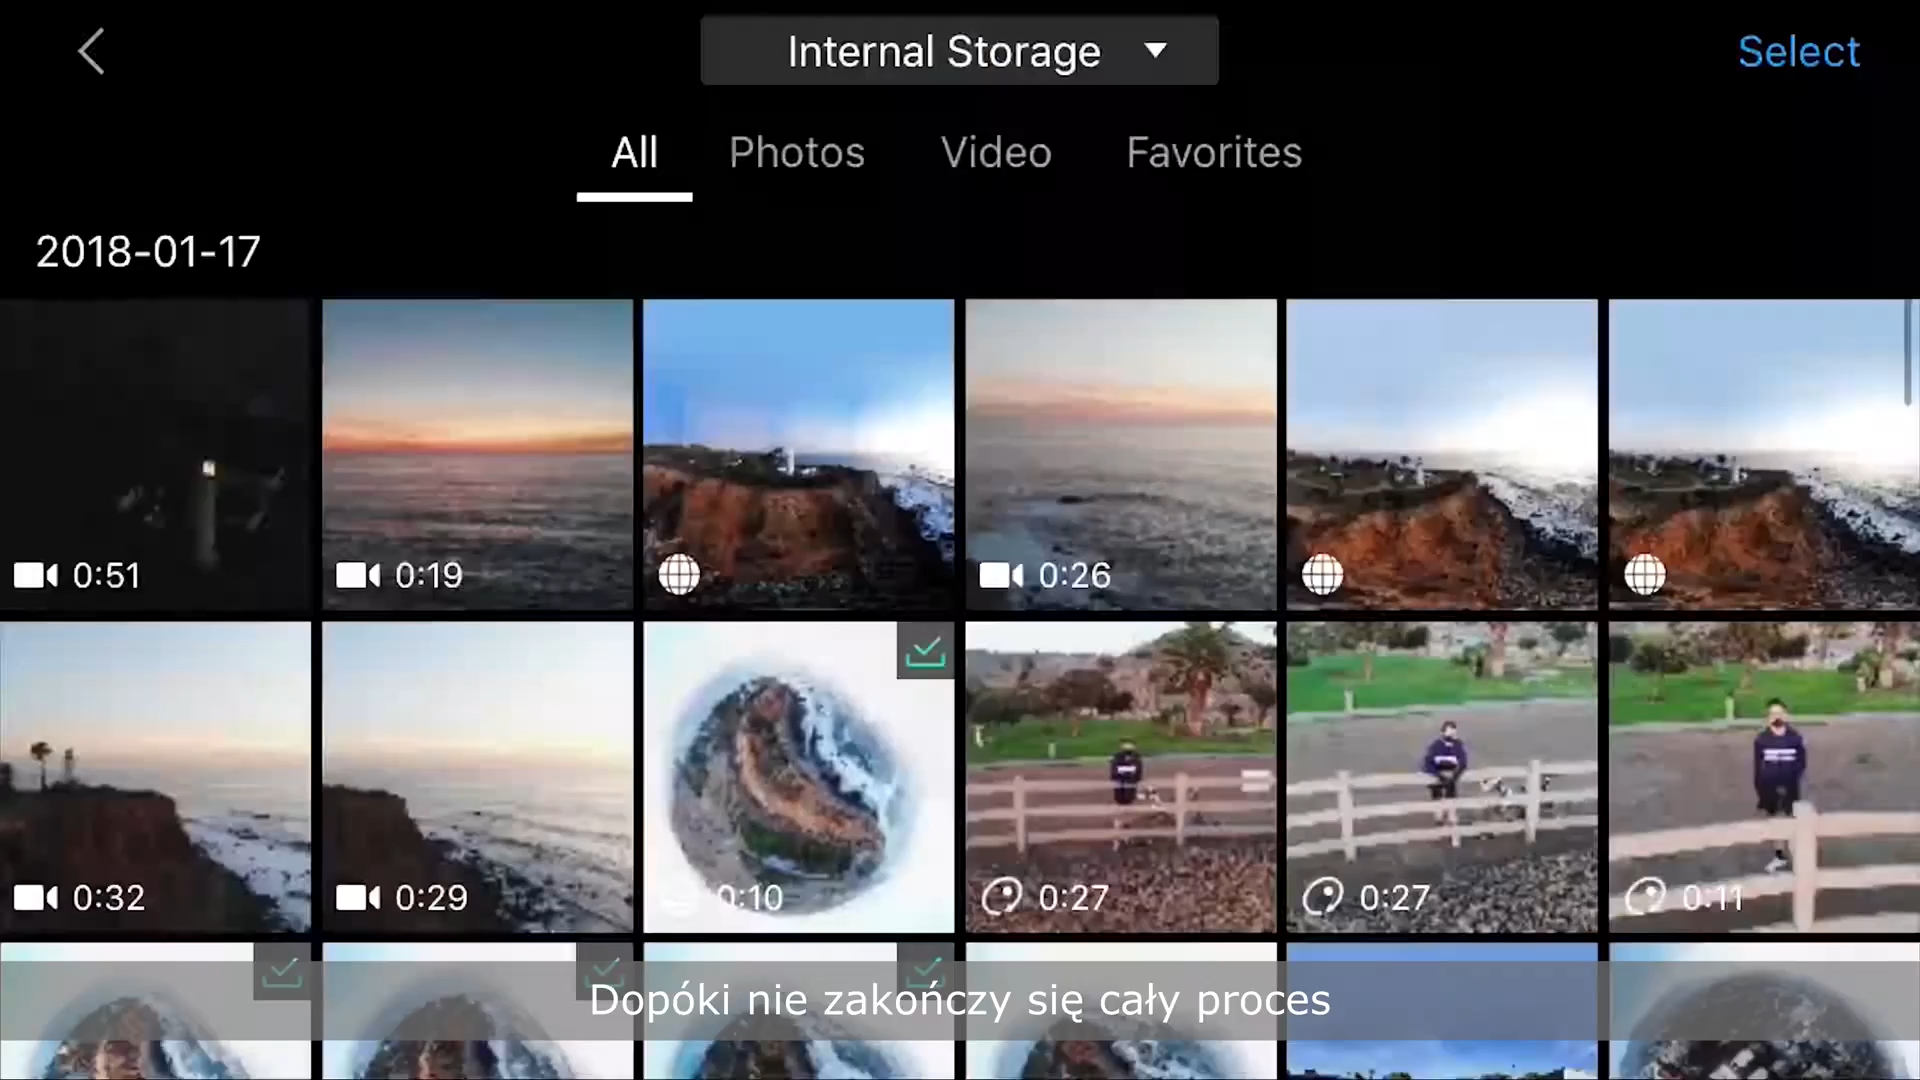 Internal Storage
Select
All
Photos
Video
Favorites
2018-01-17
0:51
0:19
0:26
0:32
0:29
0:10
0:27
0:27
0:11
Dopóki nie zakończy się cały proces